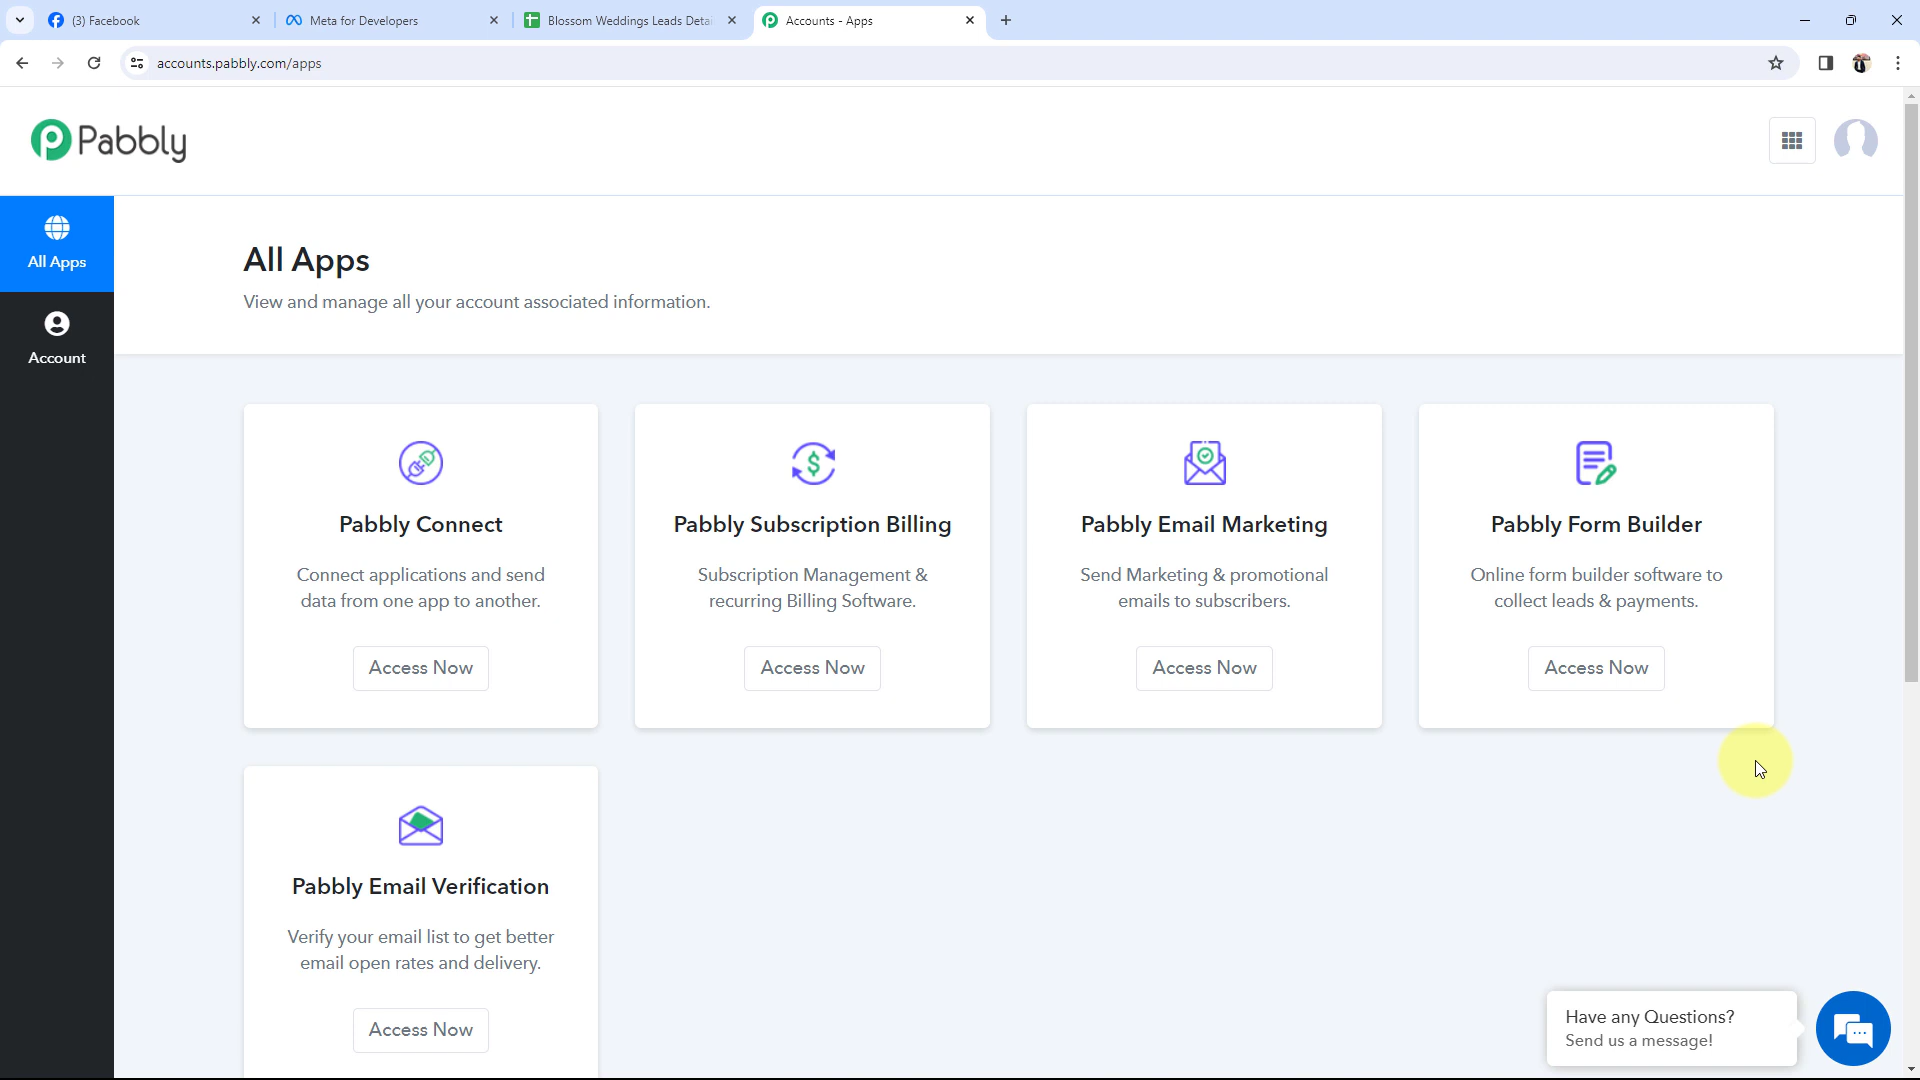 (3) Facebook
Meta for Developers
Blossom Weddings Leads Detai
Accounts - Apps
accounts.pabbly.com/apps
Pabbly
All Apps
Account
All Apps
View and manage all your account associated information.
Pabbly Connect
Connect applications and send
data from one app to another.
Access Now
Pabbly Subscription Billing
Subscription Management &
recurring Billing Software.
Access Now
Pabbly Email Marketing
Send Marketing & promotional
emails to subscribers.
Access Now
Pabbly Form Builder
Online form builder software to
collect leads & payments.
Access Now
Pabbly Email Verification
Verify your email list to get better
email open rates and delivery.
Access Now
Have any Questions?
Send us a message!